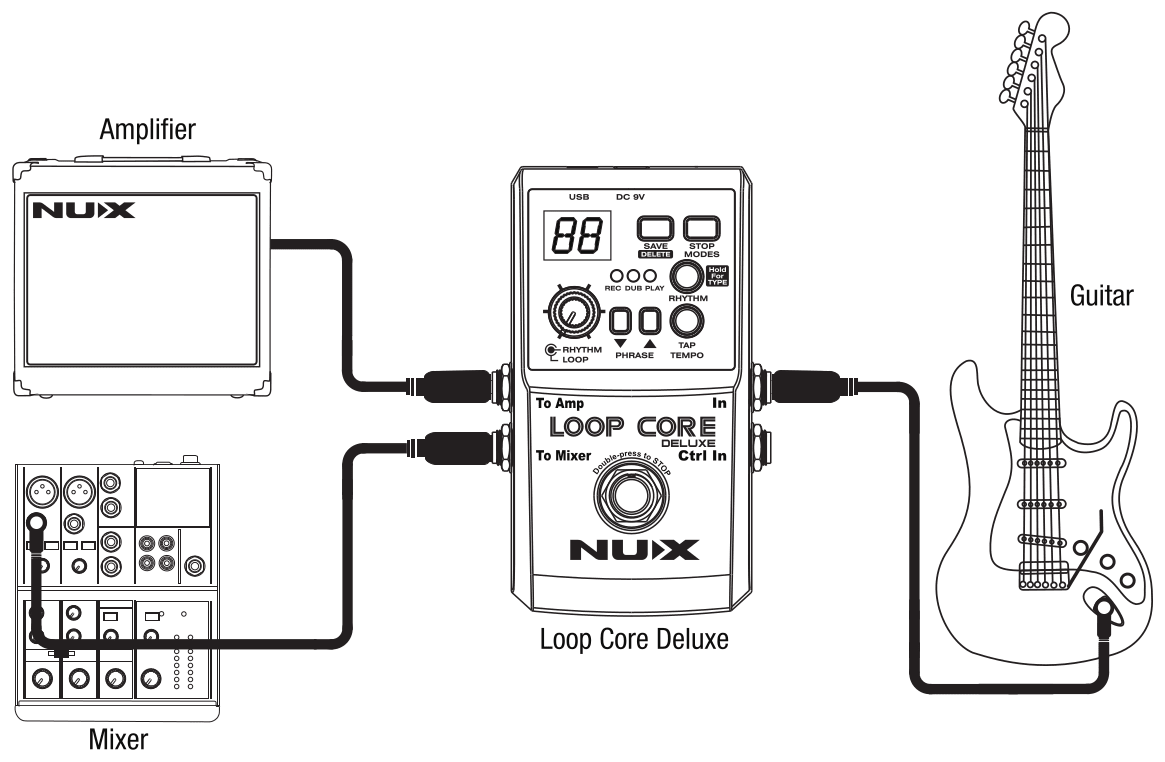 Amplifier
NUX
USB DC 9V
88
SAVE STOP
DELETE MODES
Hold
For
TYPE
REC DUB PLAY
RHYTHM
RHYTHM
LOOP
PHRASE
TAP
TEMPO
Guitar
To Amp In
LOOP CORE
DELUXE
To Mixer Ctrl In
Double-press to STOP
NUX
Loop Core Deluxe
Mixer